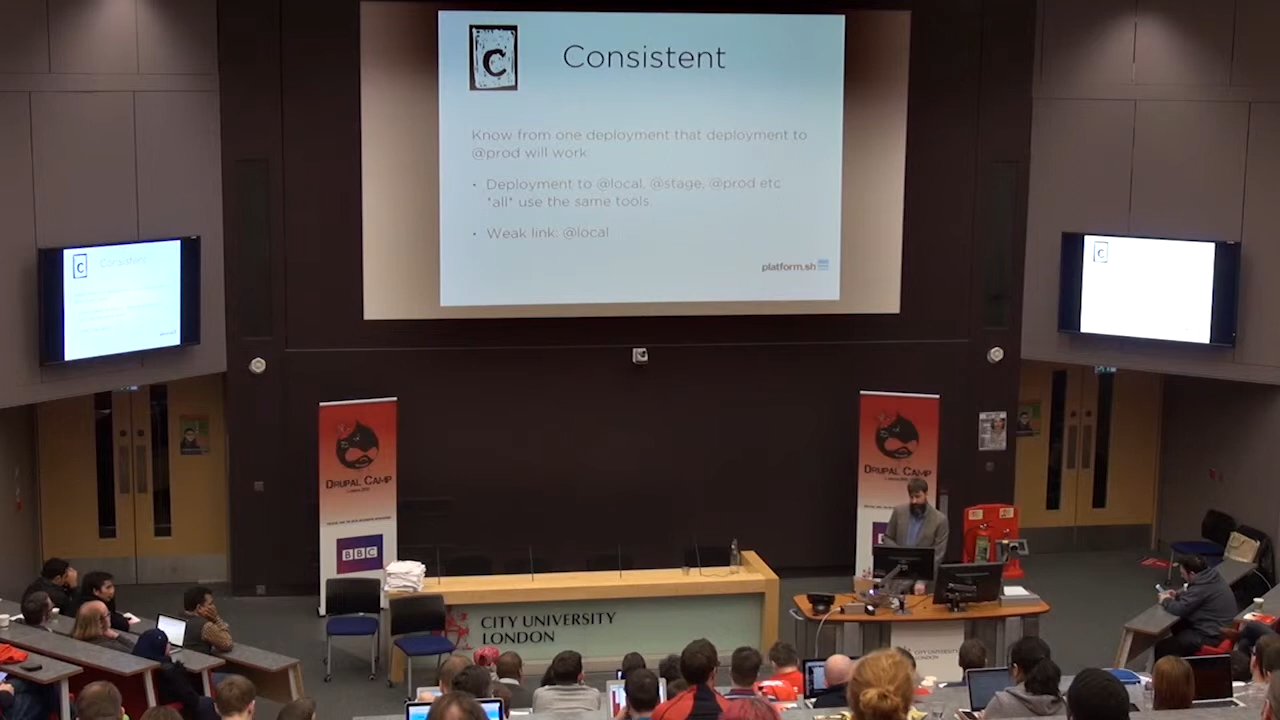 C
Consistent
Know from one deployment that deployment to
@prod will work.
• Deployment to @local, @stage, @prod etc
*all* use the same tools.
• Weak link: @local
platform.sh
C
Consistent
C
DRUPAL CAMP
BBC
DRUPAL CAMP
CITY UNIVERSITY
LONDON